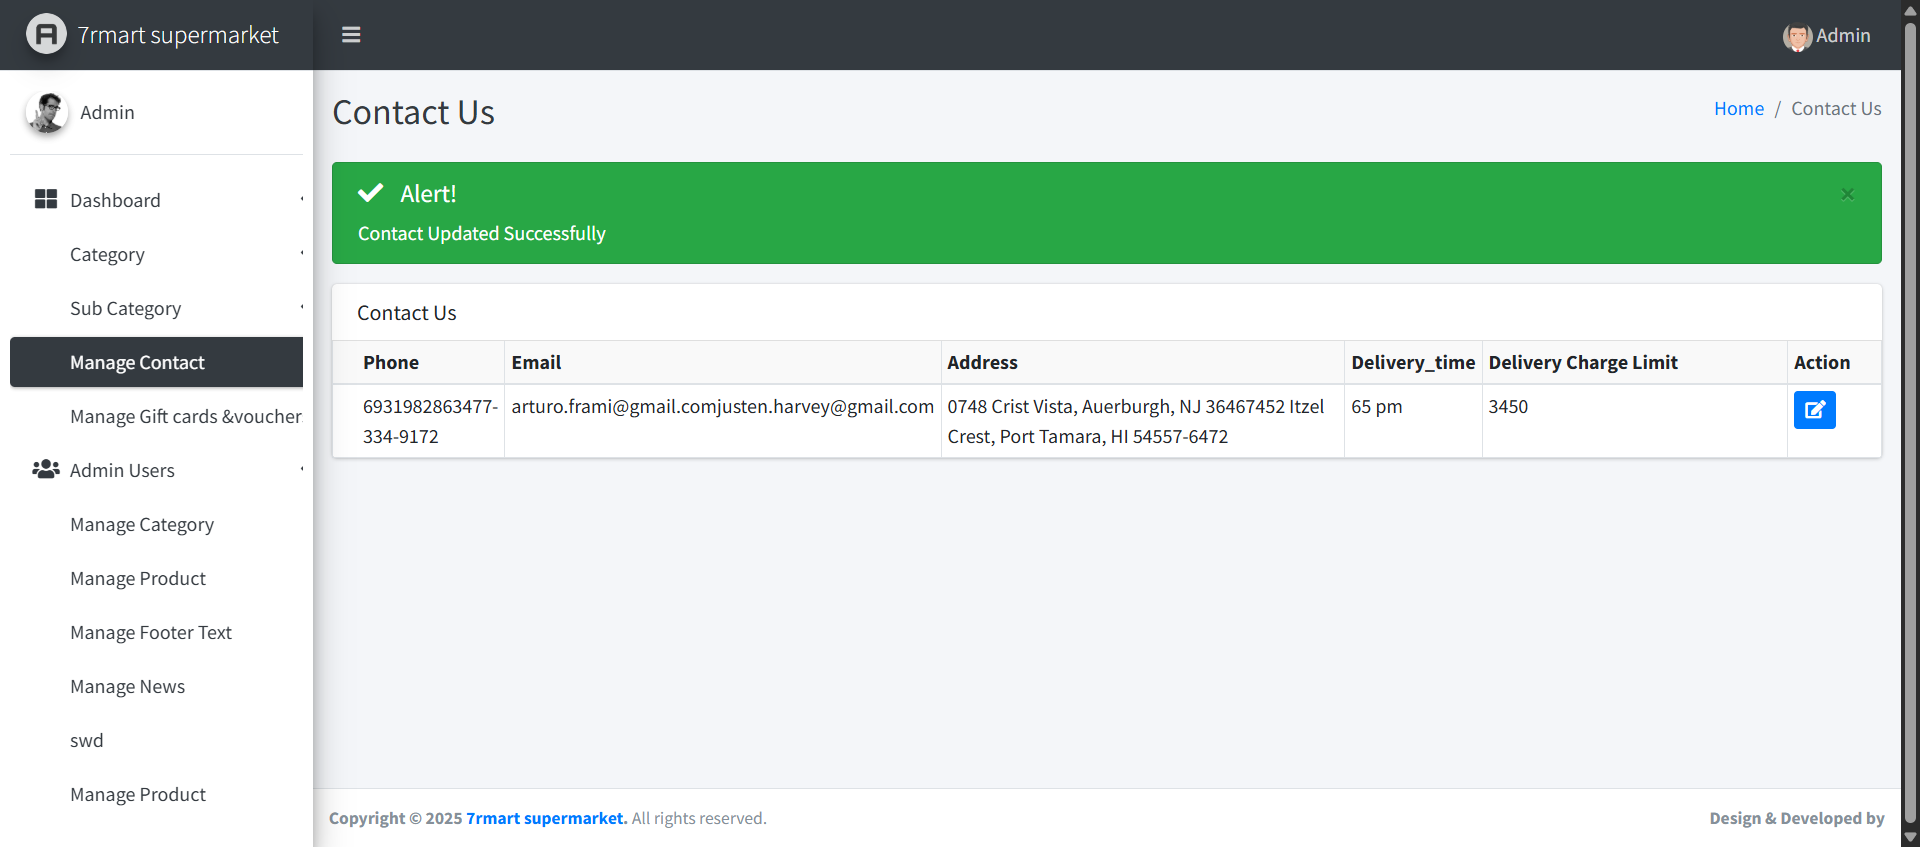 7rmart supermarket
Admin
Admin
Dashboard
Category
Sub Category
Manage Contact
Manage Gift cards &voucher
Admin Users
Manage Category
Manage Product
Manage Footer Text
Manage News
swd
Manage Product
Contact Us
Home / Contact Us
Alert!
×
Contact Updated Successfully
Contact Us
Phone Email Address Delivery_time Delivery Charge Limit Action
6931982863477- arturo.frami@gmail.comjusten.harvey@gmail.com 0748 Crist Vista, Auerburgh, NJ 36467452 Itzel 65 pm 3450
334-9172 Crest, Port Tamara, HI 54557-6472
Copyright © 2025 7rmart supermarket. All rights reserved.
Design & Developed by